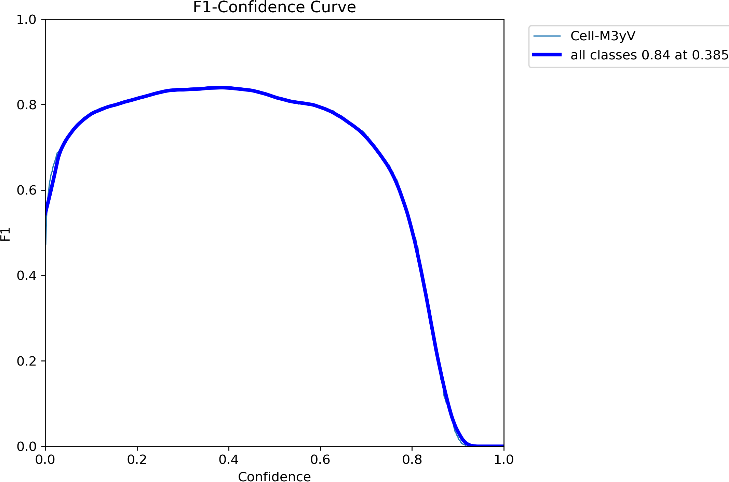 F1-Confidence Curve
1.0
0.8
0.6
0.4
0.2
0.0
F1
0.0 0.2 0.4 0.6 0.8 1.0
Confidence
Cell-M3yV
all classes 0.84 at 0.385